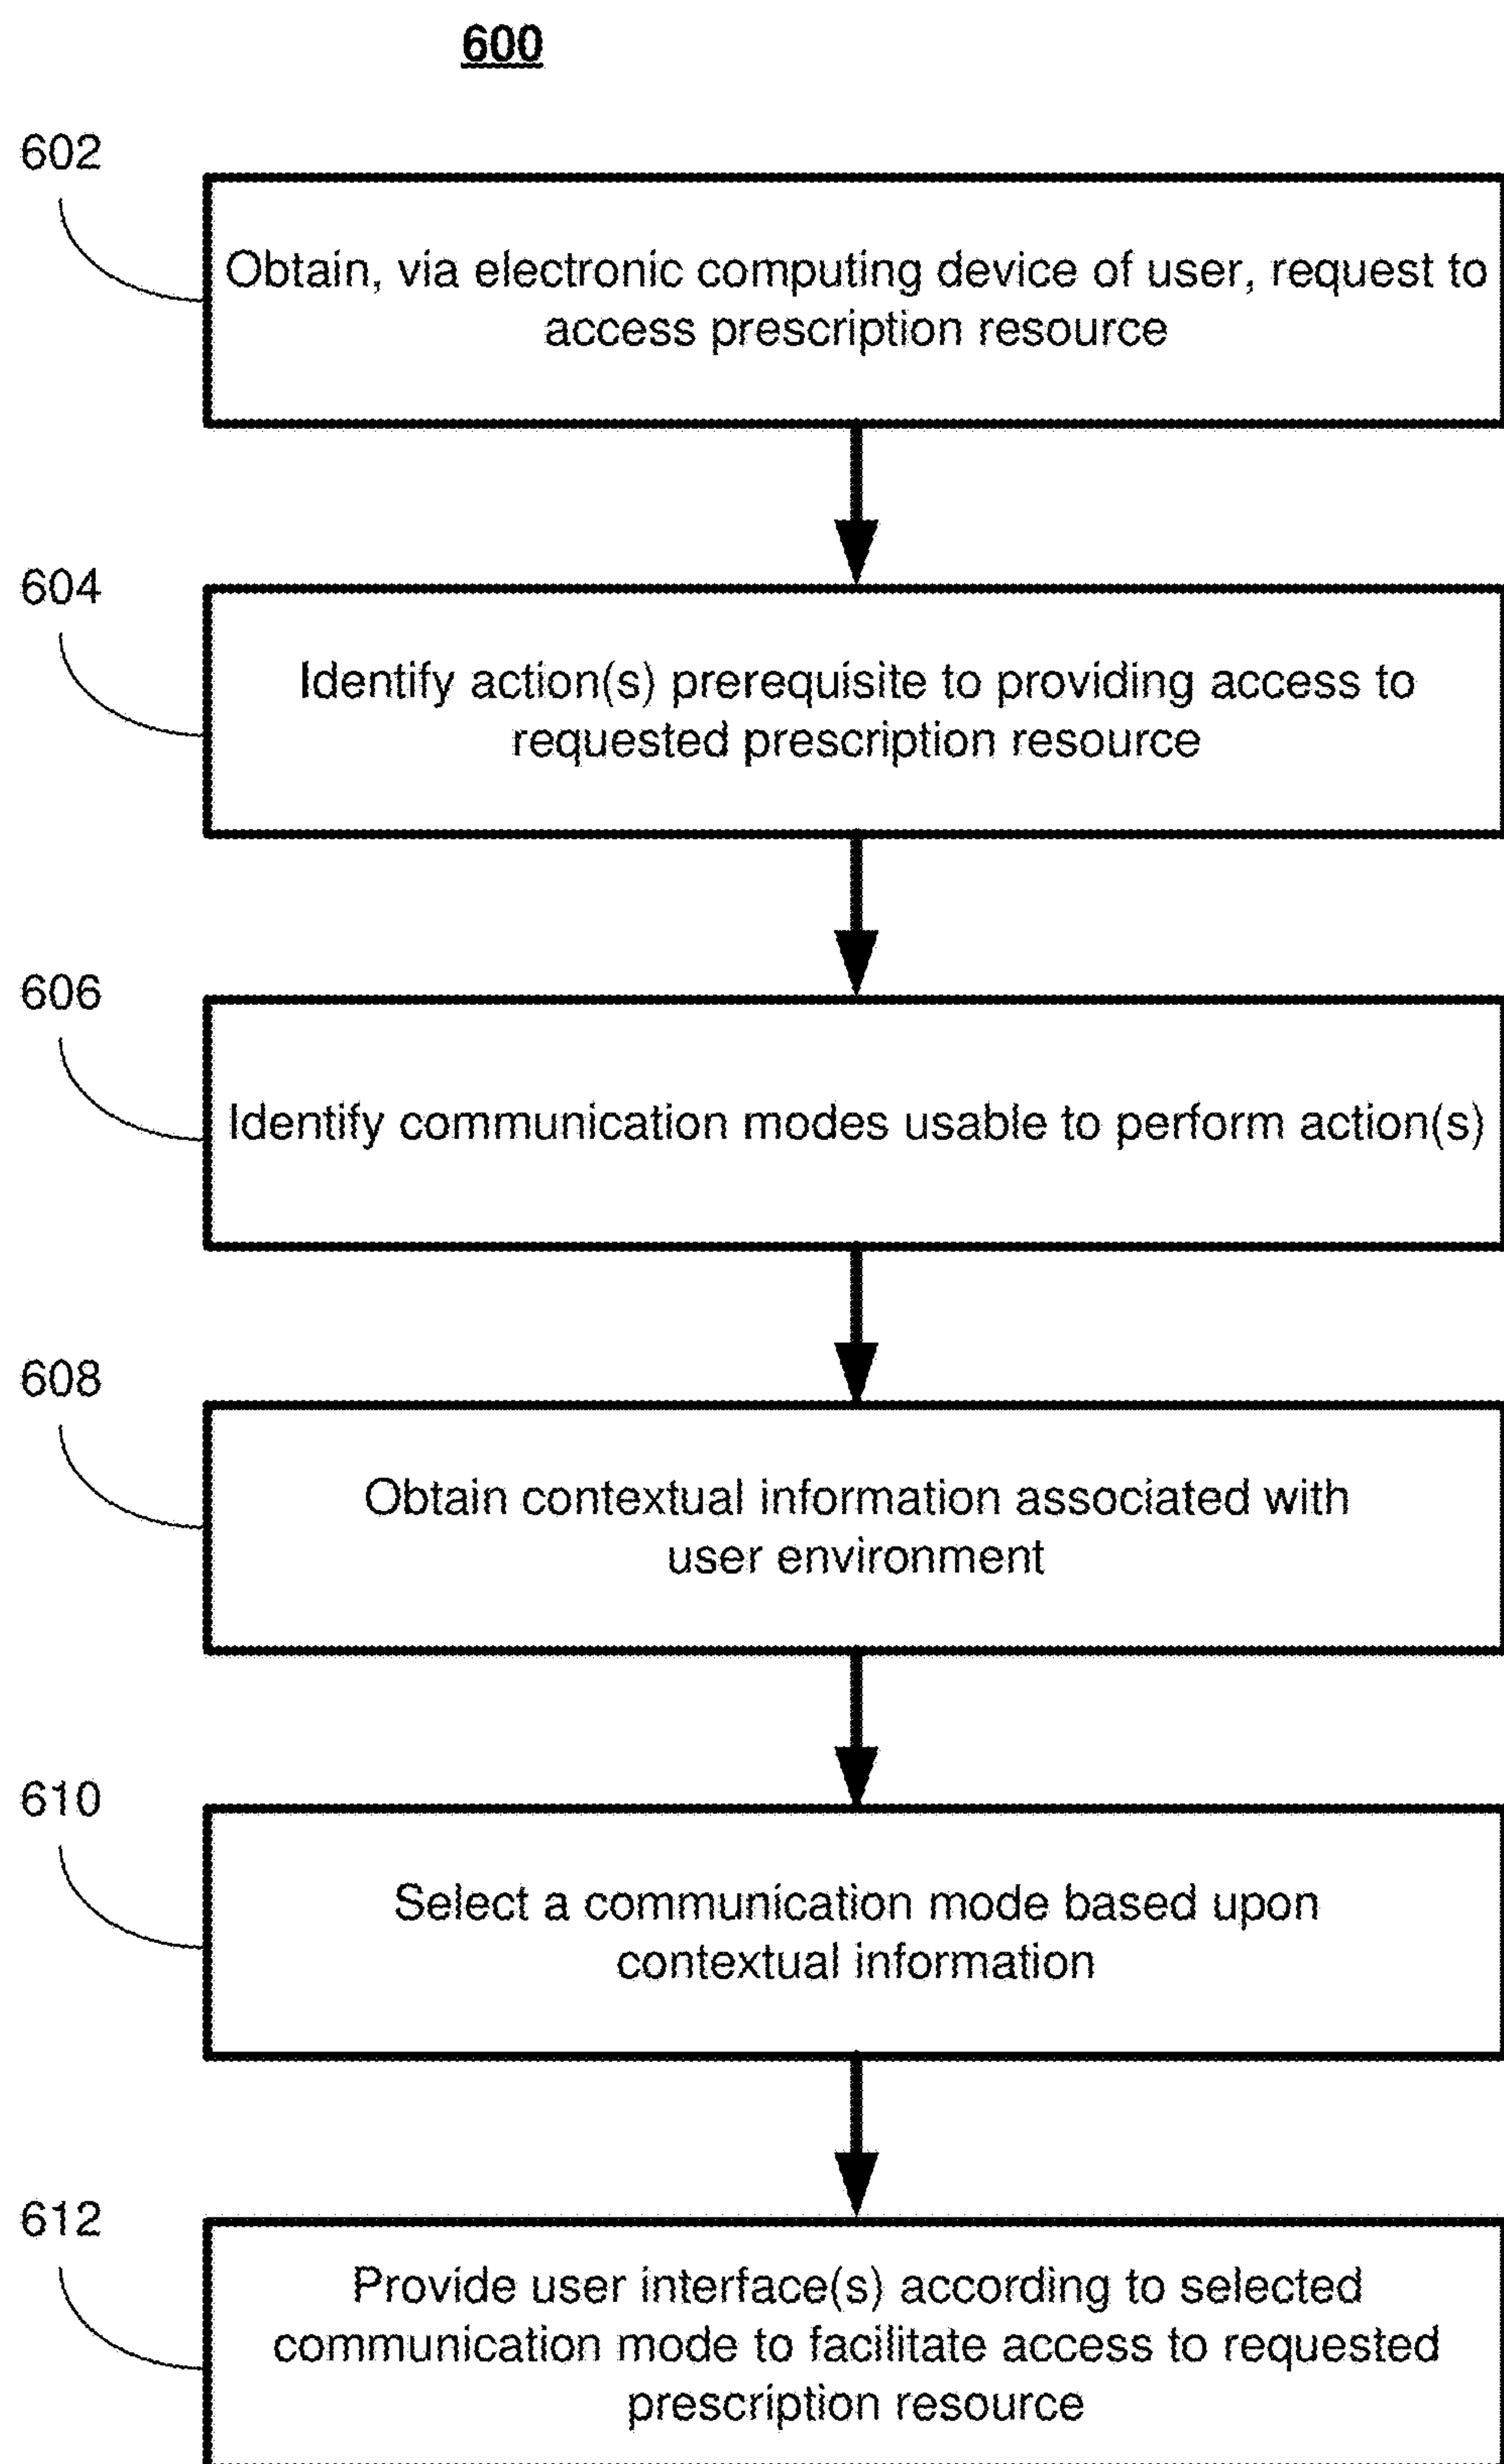 600
602
Obtain, via electronic computing device of user, request to
access prescription resource
604
Identify action(s) prerequisite to providing access to
requested prescription resource
606
Identify communication modes usable to perform action(s)
608
Obtain contextual information associated with
user environment
610
Select a communication mode based upon
contextual information
612
Provide user interface(s) according to selected
communication mode to facilitate access to requested
prescription resource